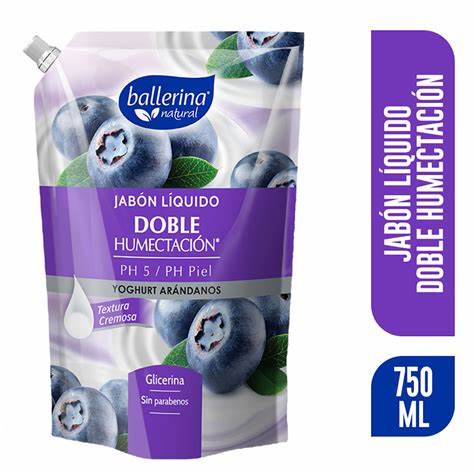 ballerina®
natural
JABÓN LÍQUIDO
DOBLE
HUMECTACIÓN*
PH 5 / PH Piel
YOGHURT ARÁNDANOS
Textura
Cremosa
Glicerina
Sin parabenos
JABÓN LÍQUIDO
DOBLE HUMECTACIÓN
750
ML